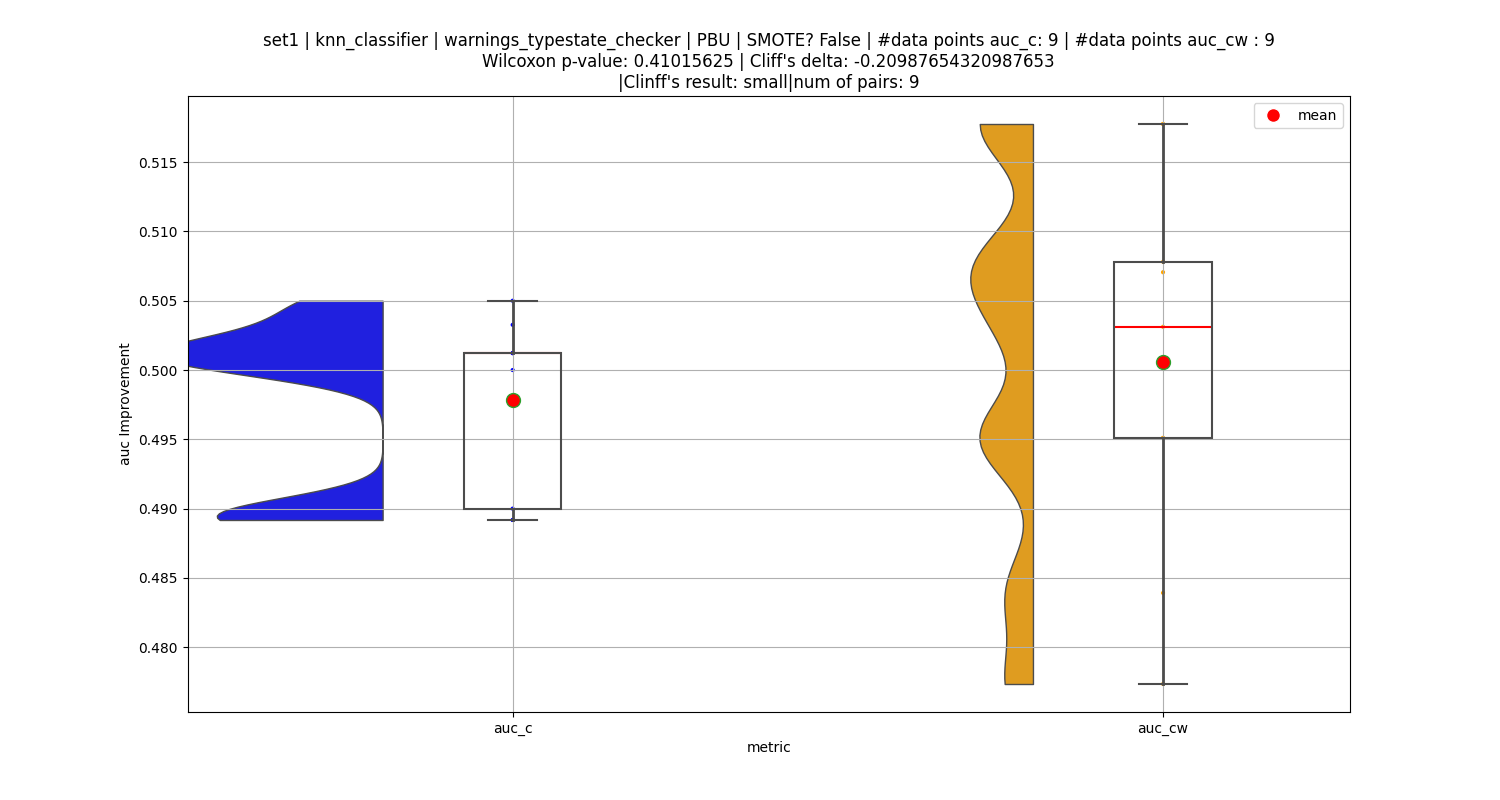 set1 | knn_classifier | warnings_typestate_checker | PBU | SMOTE? False | #data points auc_c: 9 | #data points auc_cw : 9
Wilcoxon p-value: 0.41015625 | Cliff's delta: -0.20987654320987653
|Clinff's result: small|num of pairs: 9
mean
0.515
0.510
0.505
0.500
0.495
0.490
0.485
0.480
auc Improvement
auc_c
auc_cw
metric